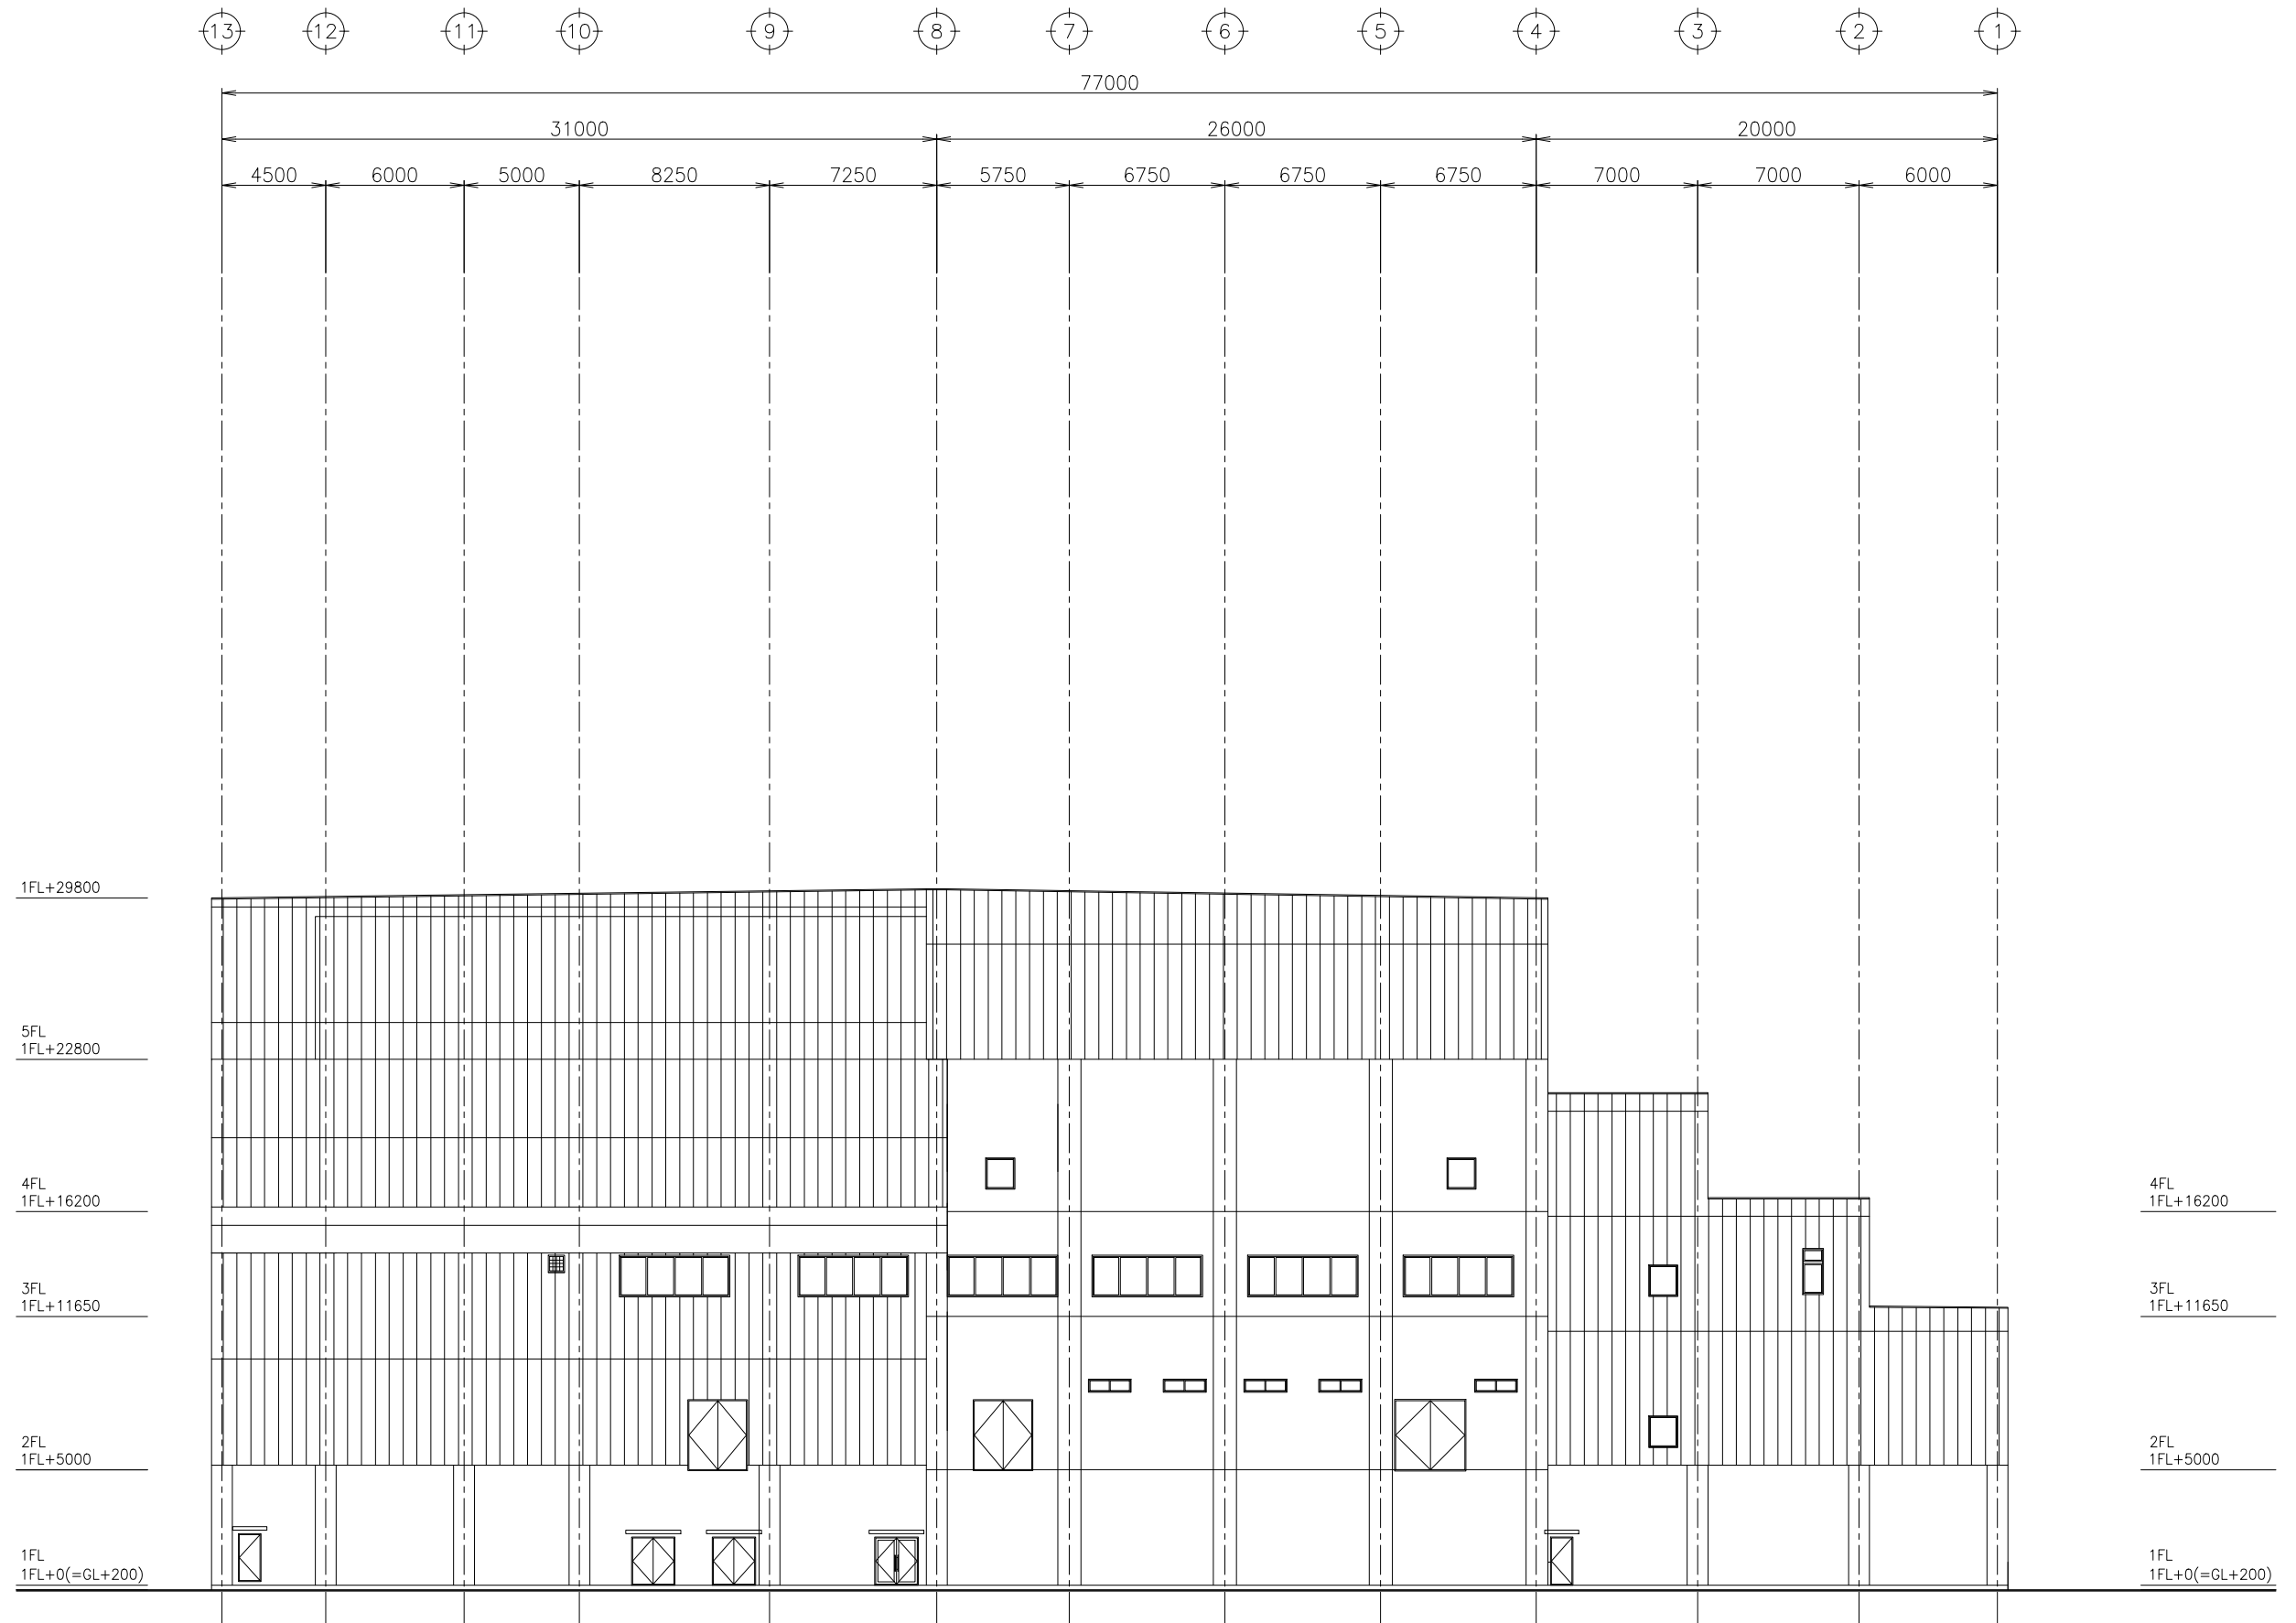 13 12 11 10 9 8 7 6 5 4 3 2 1
77000
31000 26000 20000
4500 6000 5000 8250 7250 5750 6750 6750 6750 7000 7000 6000
1FL+29800
5FL
1FL+22800
4FL
1FL+16200
3FL
1FL+11650
2FL
1FL+5000
1FL
1FL+0(=GL+200)
4FL
1FL+16200
3FL
1FL+11650
2FL
1FL+5000
1FL
1FL+0(=GL+200)